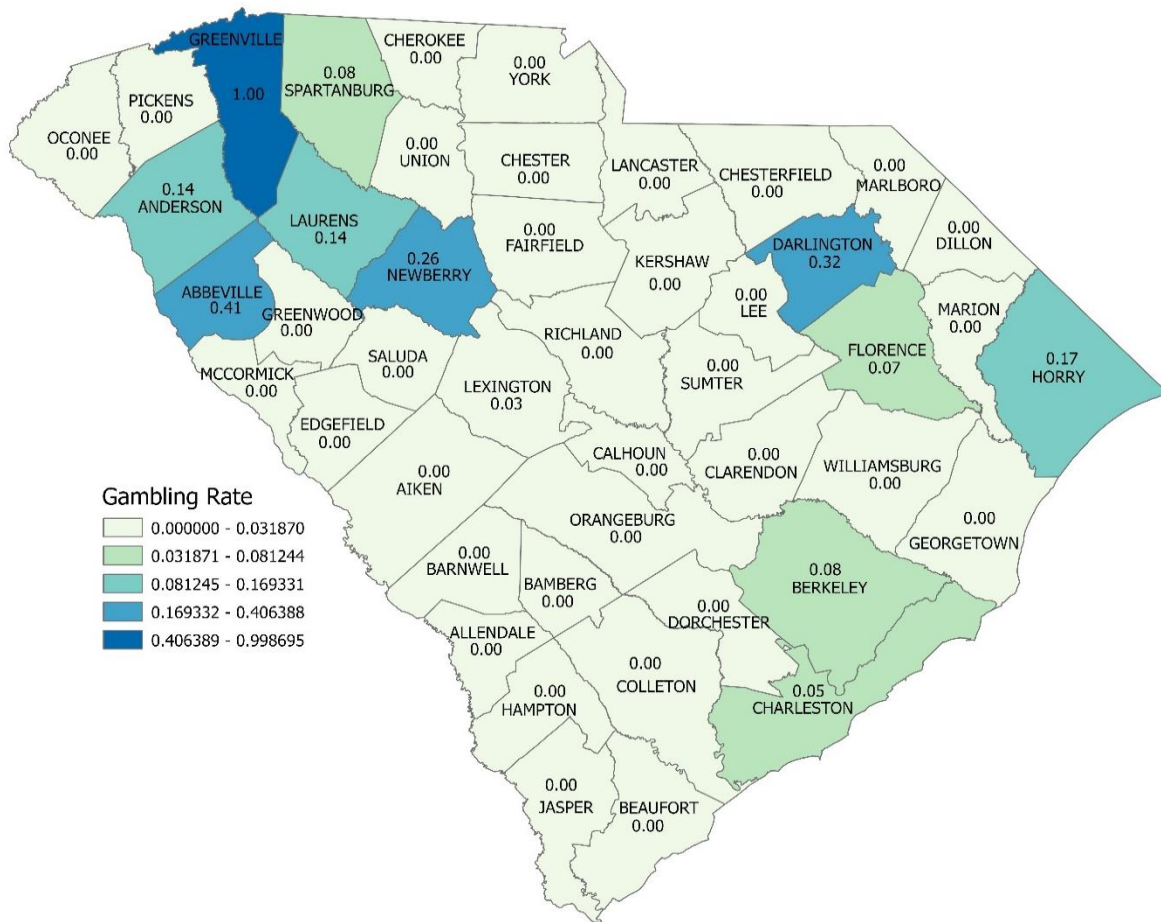 GREENVILLE
1.00
CHEROKEE
0.00
0.00
YORK
0.08
SPARTANBURG
PICKENS
0.00
OCONEE
0.00
0.00
UNION
CHESTER
0.00
LANCASTER
0.00
CHESTERFIELD
0.00
0.00
MARLBORO
0.14
ANDERSON
LAURENS
0.14
0.00
FAIRFIELD
0.00
DILLON
DARLINGTON
0.32
0.26
NEWBERRY
KERSHAW
0.00
ABBEVILLE
0.41
GREENWOOD
0.00
0.00
LEE
MARION
0.00
RICHLAND
0.00
FLORENCE
0.07
0.17
HORRY
SALUDA
0.00
MCCORMICK
0.00
LEXINGTON
0.03
0.00
SUMTER
EDGEFIELD
0.00
CALHOUN
0.00
0.00
CLARENDON
WILLIAMSBURG
0.00
0.00
AIKEN
ORANGEBURG
0.00
0.00
GEORGETOWN
Gambling Rate
0.000000 - 0.031870
0.031871 - 0.081244
0.081245 - 0.169331
0.169332 - 0.406388
0.406389 - 0.998695
0.00
BARNWELL
BAMBERG
0.00
0.08
BERKELEY
0.00
DORCHESTER
ALLENDALE
0.00
0.00
COLLETON
0.05
CHARLESTON
0.00
HAMPTON
0.00
JASPER
BEAUFORT
0.00